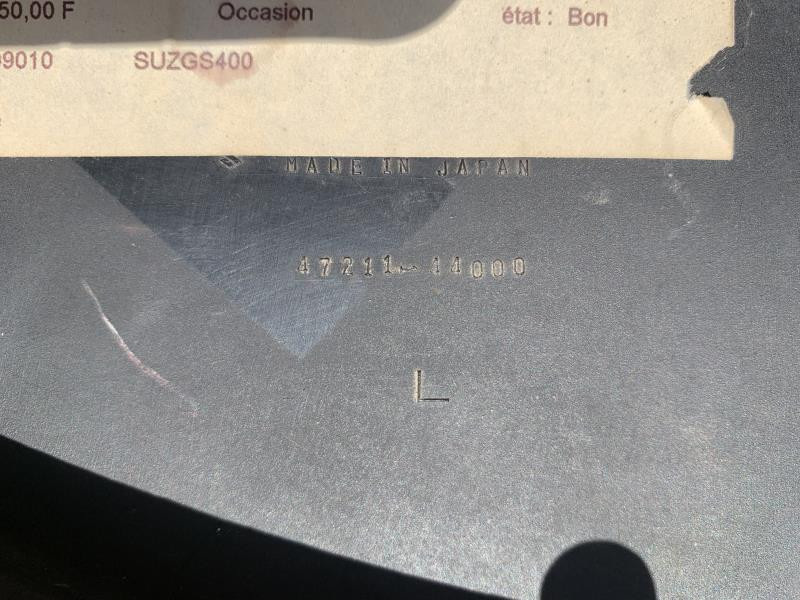 50,00 F Occasion état : Bon
9010 SUZGS400
MADE IN JAPAN
47211-44000
L